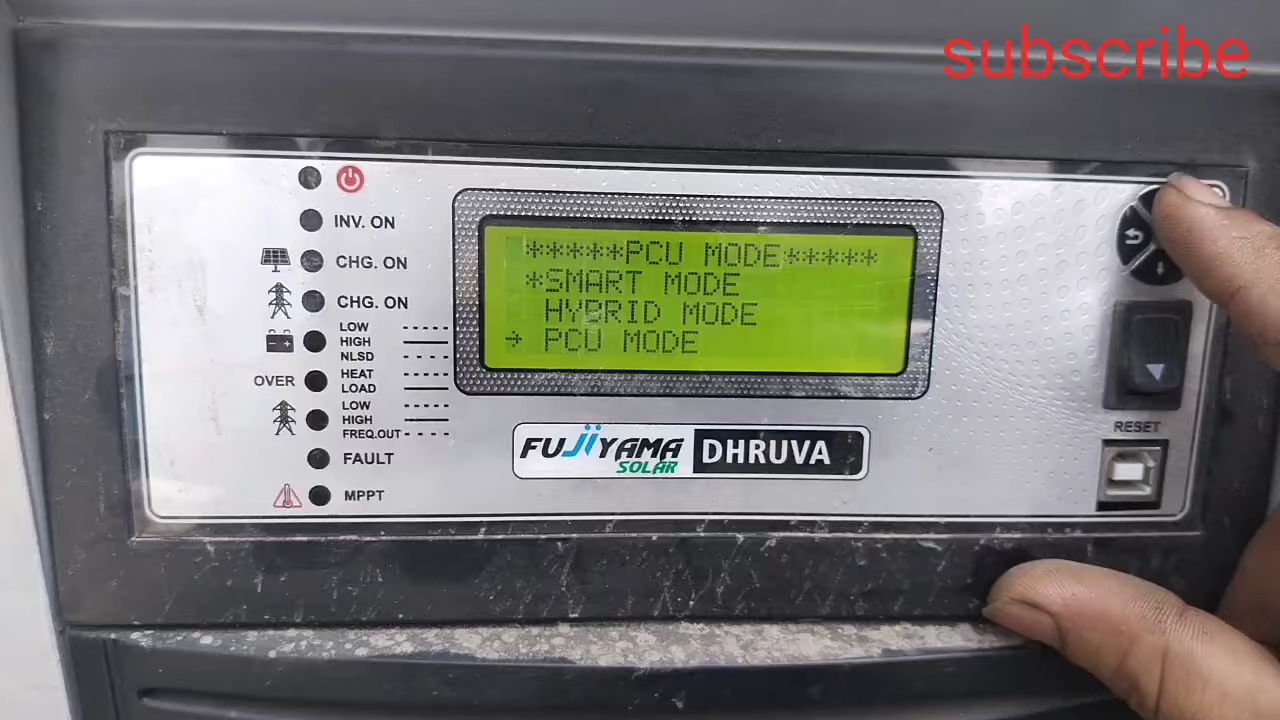 subscribe
INV. ON
CHG. ON
CHG. ON
LOW
HIGH
NLSD
OVER
HEAT
LOAD
LOW
HIGH
FREQ.OUT
FAULT
MPPT
*****PCU MODE*****
*SMART MODE
HYBRID MODE
→ PCU MODE
FUJIYAMA
SOLAR
DHRUVA
RESET